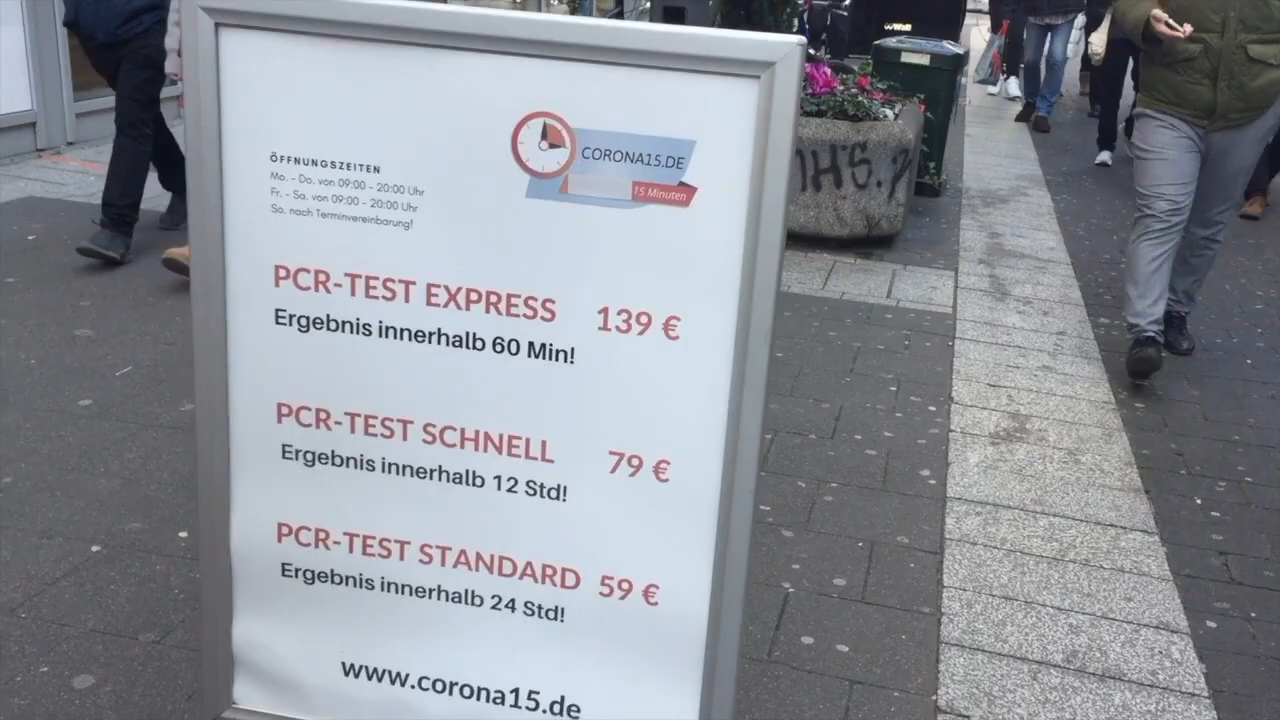 ÖFFNUNGSZEITEN
Mo. - Do. von 09:00 - 20:00 Uhr
Fr. - Sa. von 09:00 - 20:00 Uhr
So. nach Terminvereinbarung!
CORONA15.DE
15 Minuten
PCR-TEST EXPRESS 139 €
Ergebnis innerhalb 60 Min!
PCR-TEST SCHNELL 79 €
Ergebnis innerhalb 12 Std!
PCR-TEST STANDARD 59 €
Ergebnis innerhalb 24 Std!
www.corona15.de